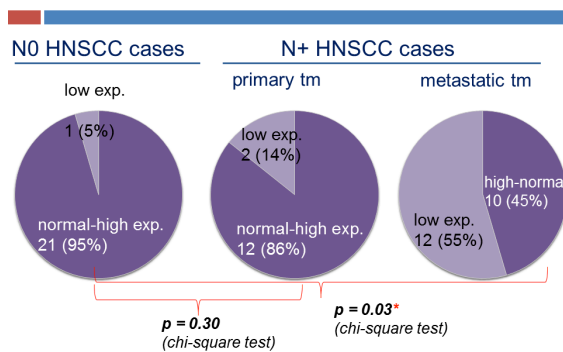 N0 HNSCC cases
N+ HNSCC cases
primary tm
metastatic tm
low exp.
1 (5%)
normal-high exp.
21 (95%)
low exp.
2 (14%)
normal-high exp.
12 (86%)
high-norma
10 (45%)
low exp.
12 (55%)
p = 0.30
(chi-square test)
p = 0.03*
(chi-square test)